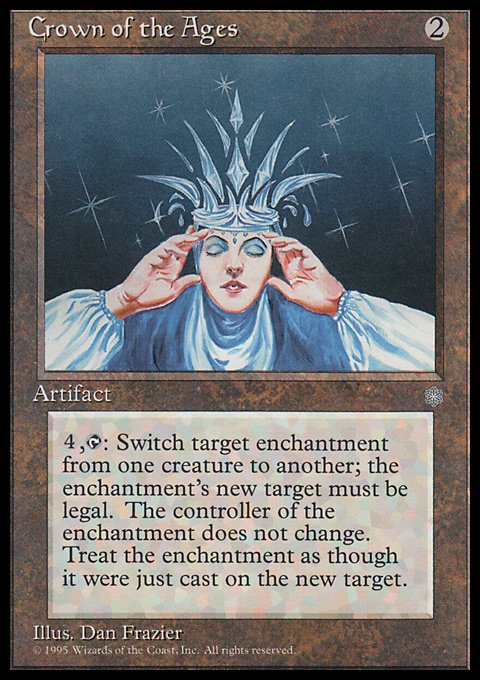 Crown of the Ages 2
Artifact
4, : Switch target enchantment
from one creature to another; the
enchantment's new target must be
legal. The controller of the
enchantment does not change.
Treat the enchantment as though
it were just cast on the new target.
Illus. Dan Frazier
© 1995 Wizards of the Coast, Inc. All rights reserved.